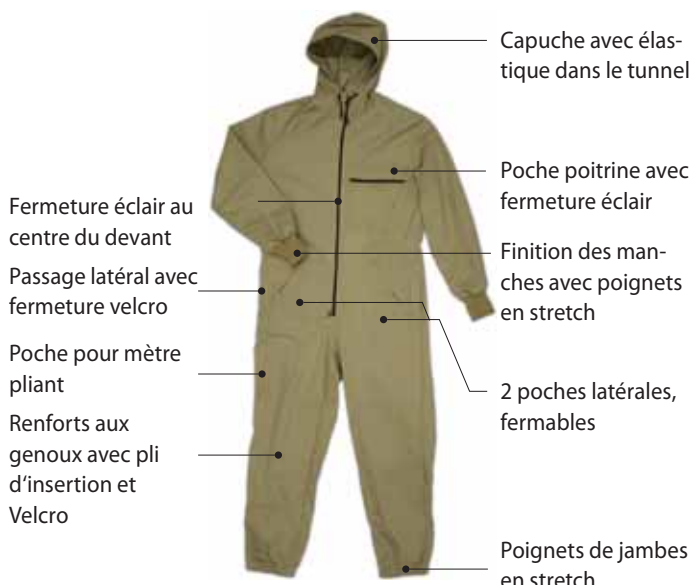 Capuche avec élas-
tique dans le tunnel
Poche poitrine avec
fermeture éclair
Fermeture éclair au
centre du devant
Finition des man-
ches avec poignets
en stretch
Passage latéral avec
fermeture velcro
Poche pour mètre
pliant
2 poches latérales,
fermables
Renforts aux
genoux avec pli
d‘insertion et
Velcro
Poignets de jambes
en stretch